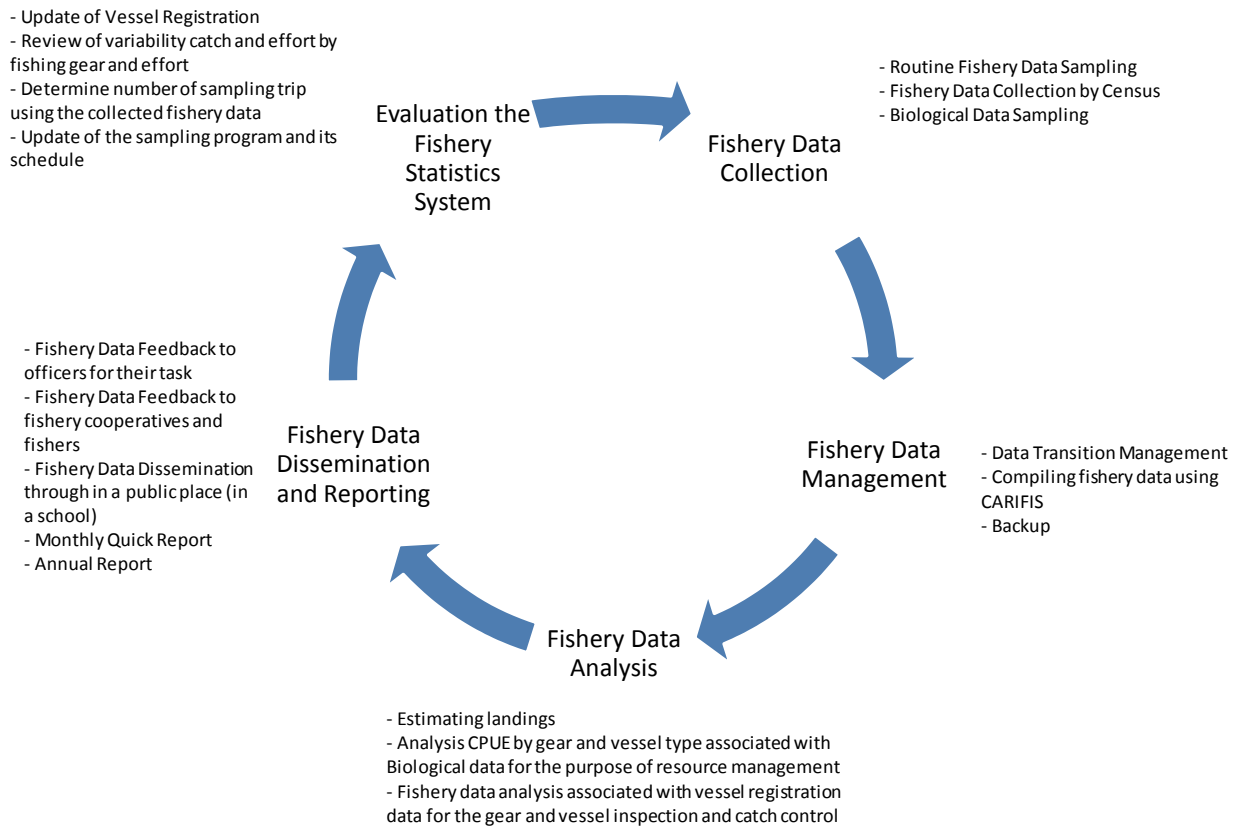 - Update of Vessel Registration
- Review of variability catch and effort by
fishing gear and effort
- Determine number of sampling trip
using the collected fishery data
- Update of the sampling program and its
schedule
Evaluation the
Fishery
Statistics
System
- Routine Fishery Data Sampling
- Fishery Data Collection by Census
- Biological Data Sampling
Fishery Data
Collection
Fishery Data
Management
- Data Transition Management
- Compiling fishery data using
CARIFIS
- Backup
Fishery Data
Analysis
- Estimating landings
- Analysis CPUE by gear and vessel type associated with
Biological data for the purpose of resource management
- Fishery data analysis associated with vessel registration
data for the gear and vessel inspection and catch control
Fishery Data
Dissemination
and Reporting
- Fishery Data Feedback to
officers for their task
- Fishery Data Feedback to
fishery cooperatives and
fishers
- Fishery Data Dissemination
through in a public place (in
a school)
- Monthly Quick Report
- Annual Report